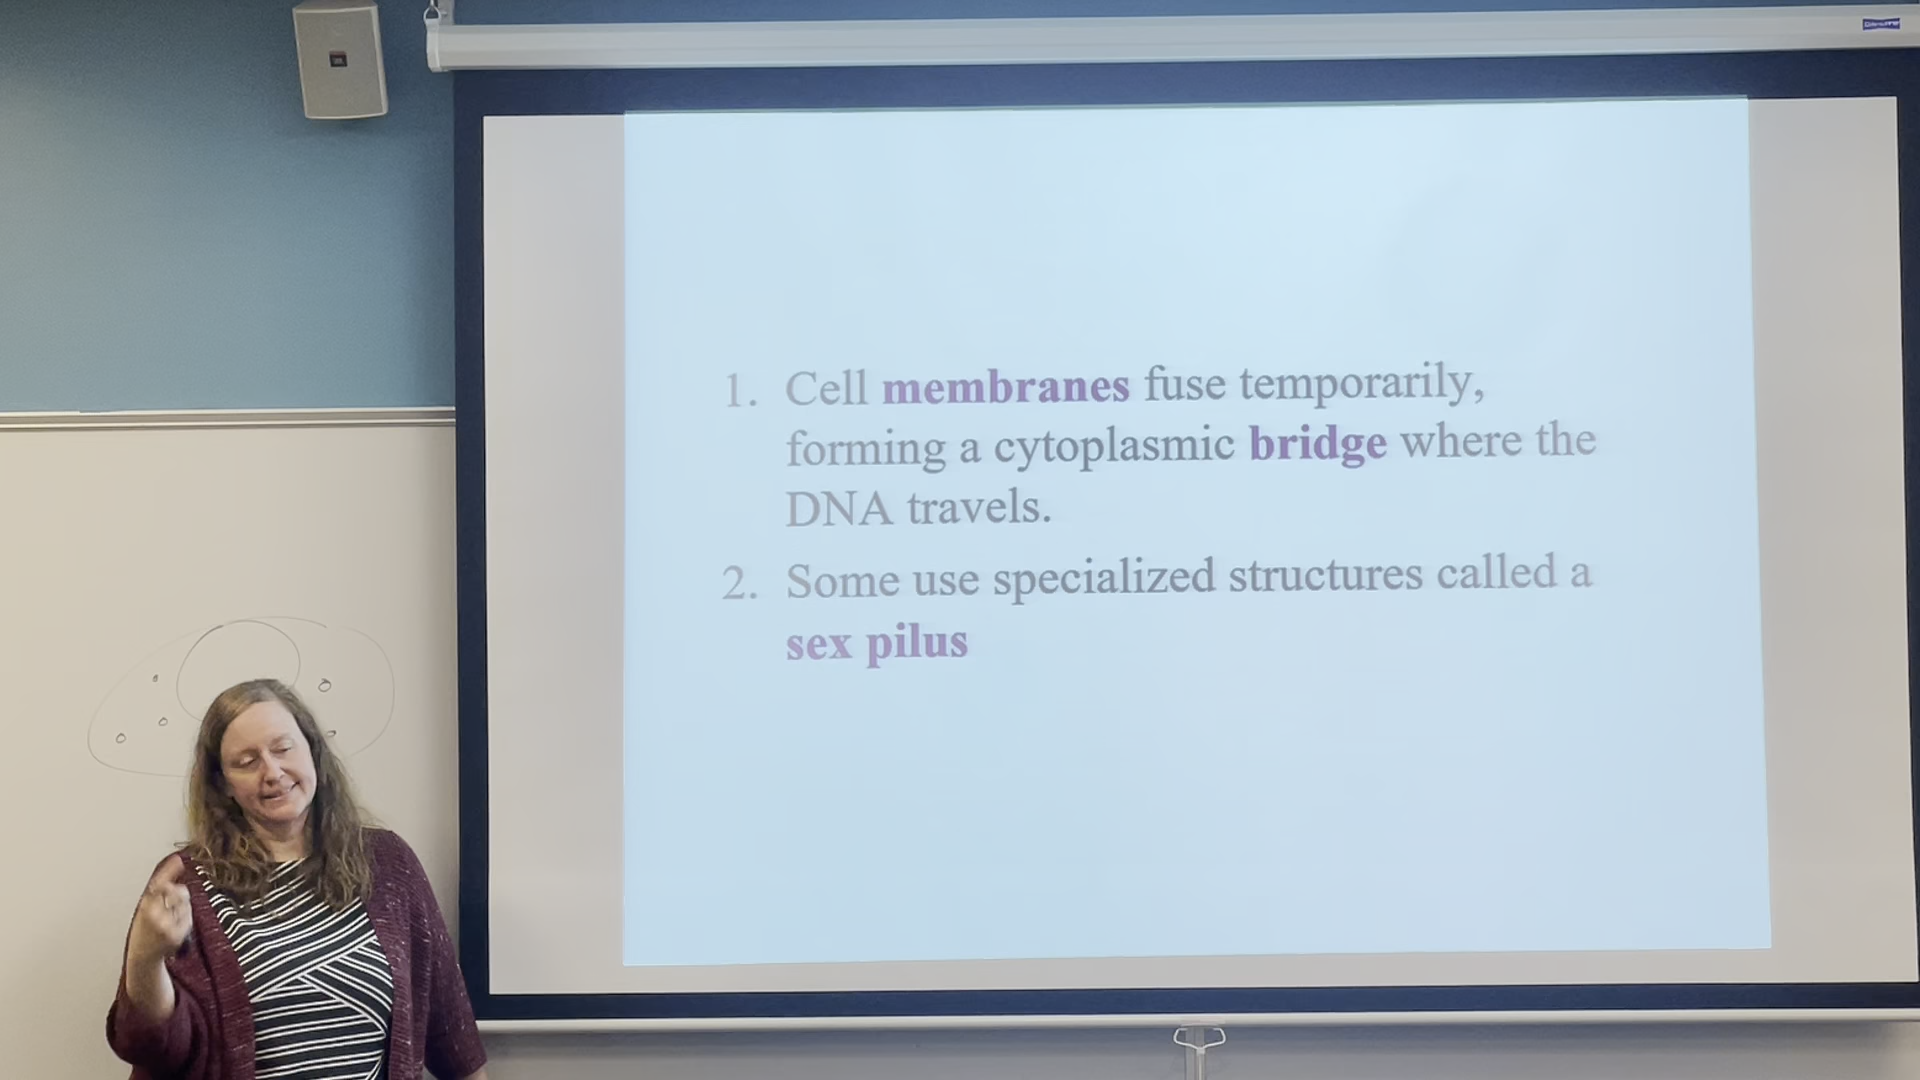 1. Cell membranes fuse temporarily,
forming a cytoplasmic bridge where the
DNA travels.
2. Some use specialized structures called a
sex pilus